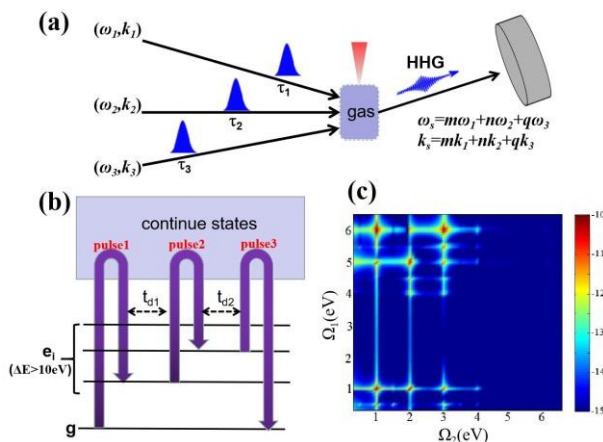 (a)
(ω₁,k₁)
τ₁
HHG
(ω₂,k₂)
τ₂
gas
(ω₃,k₃)
τ₃
ωₛ=mω₁+nω₂+qω₃
kₛ=mk₁+nk₂+qk₃
(b)
continue states
pulse1 pulse2 pulse3
t_d1 t_d2
eᵢ
(ΔE>10eV)
g
(c)
Ω₁(eV)
6
5
4
3
2
1
1 2 3 4 5 6
Ω₂(eV)
-10
-11
-12
-13
-14
-15